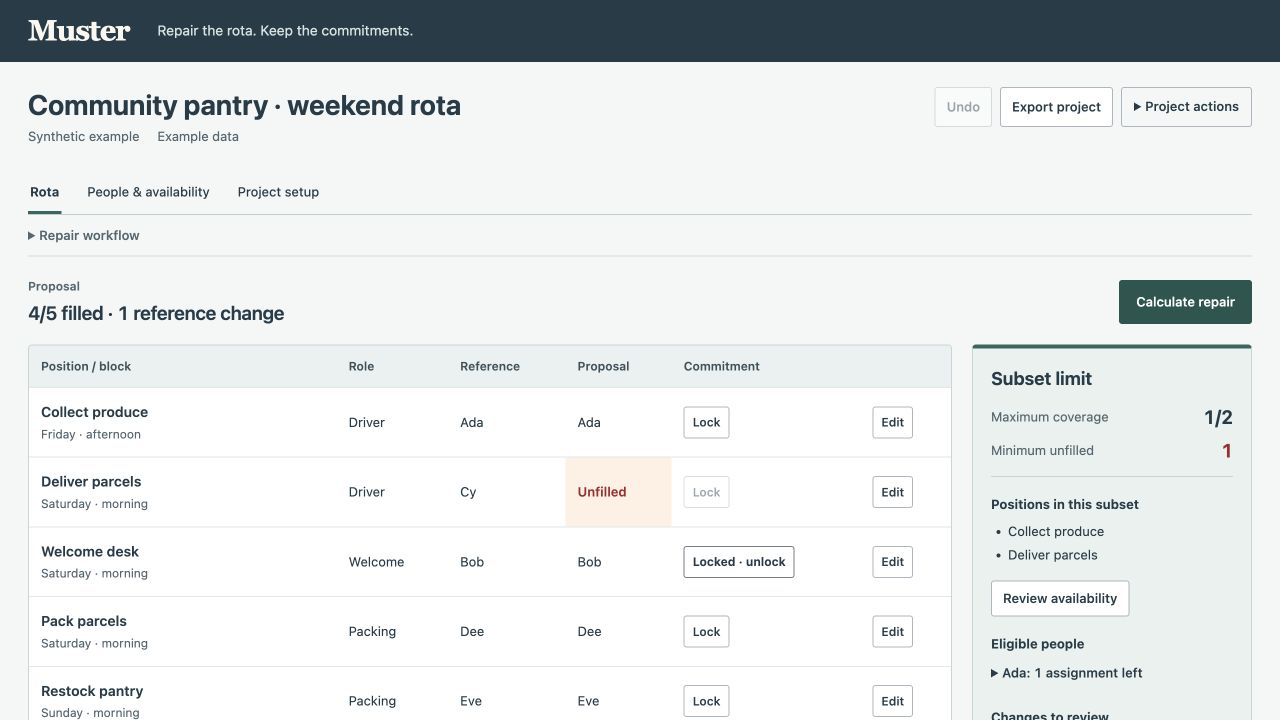 Muster
Repair the rota. Keep the commitments.
Community pantry · weekend rota
Synthetic example Example data
Undo
Export project
Project actions
Rota
People & availability
Project setup
Repair workflow
Proposal
4/5 filled · 1 reference change
Calculate repair
Position / block Role Reference Proposal Commitment
Collect produce
Friday · afternoon
Driver Ada Ada Lock Edit
Deliver parcels
Saturday · morning
Driver Cy Unfilled Lock Edit
Welcome desk
Saturday · morning
Welcome Bob Bob Locked · unlock Edit
Pack parcels
Saturday · morning
Packing Dee Dee Lock Edit
Restock pantry
Sunday · morning
Packing Eve Eve Lock Edit
Subset limit
Maximum coverage 1/2
Minimum unfilled 1
Positions in this subset
• Collect produce
• Deliver parcels
Review availability
Eligible people
Ada: 1 assignment left
Changes to review